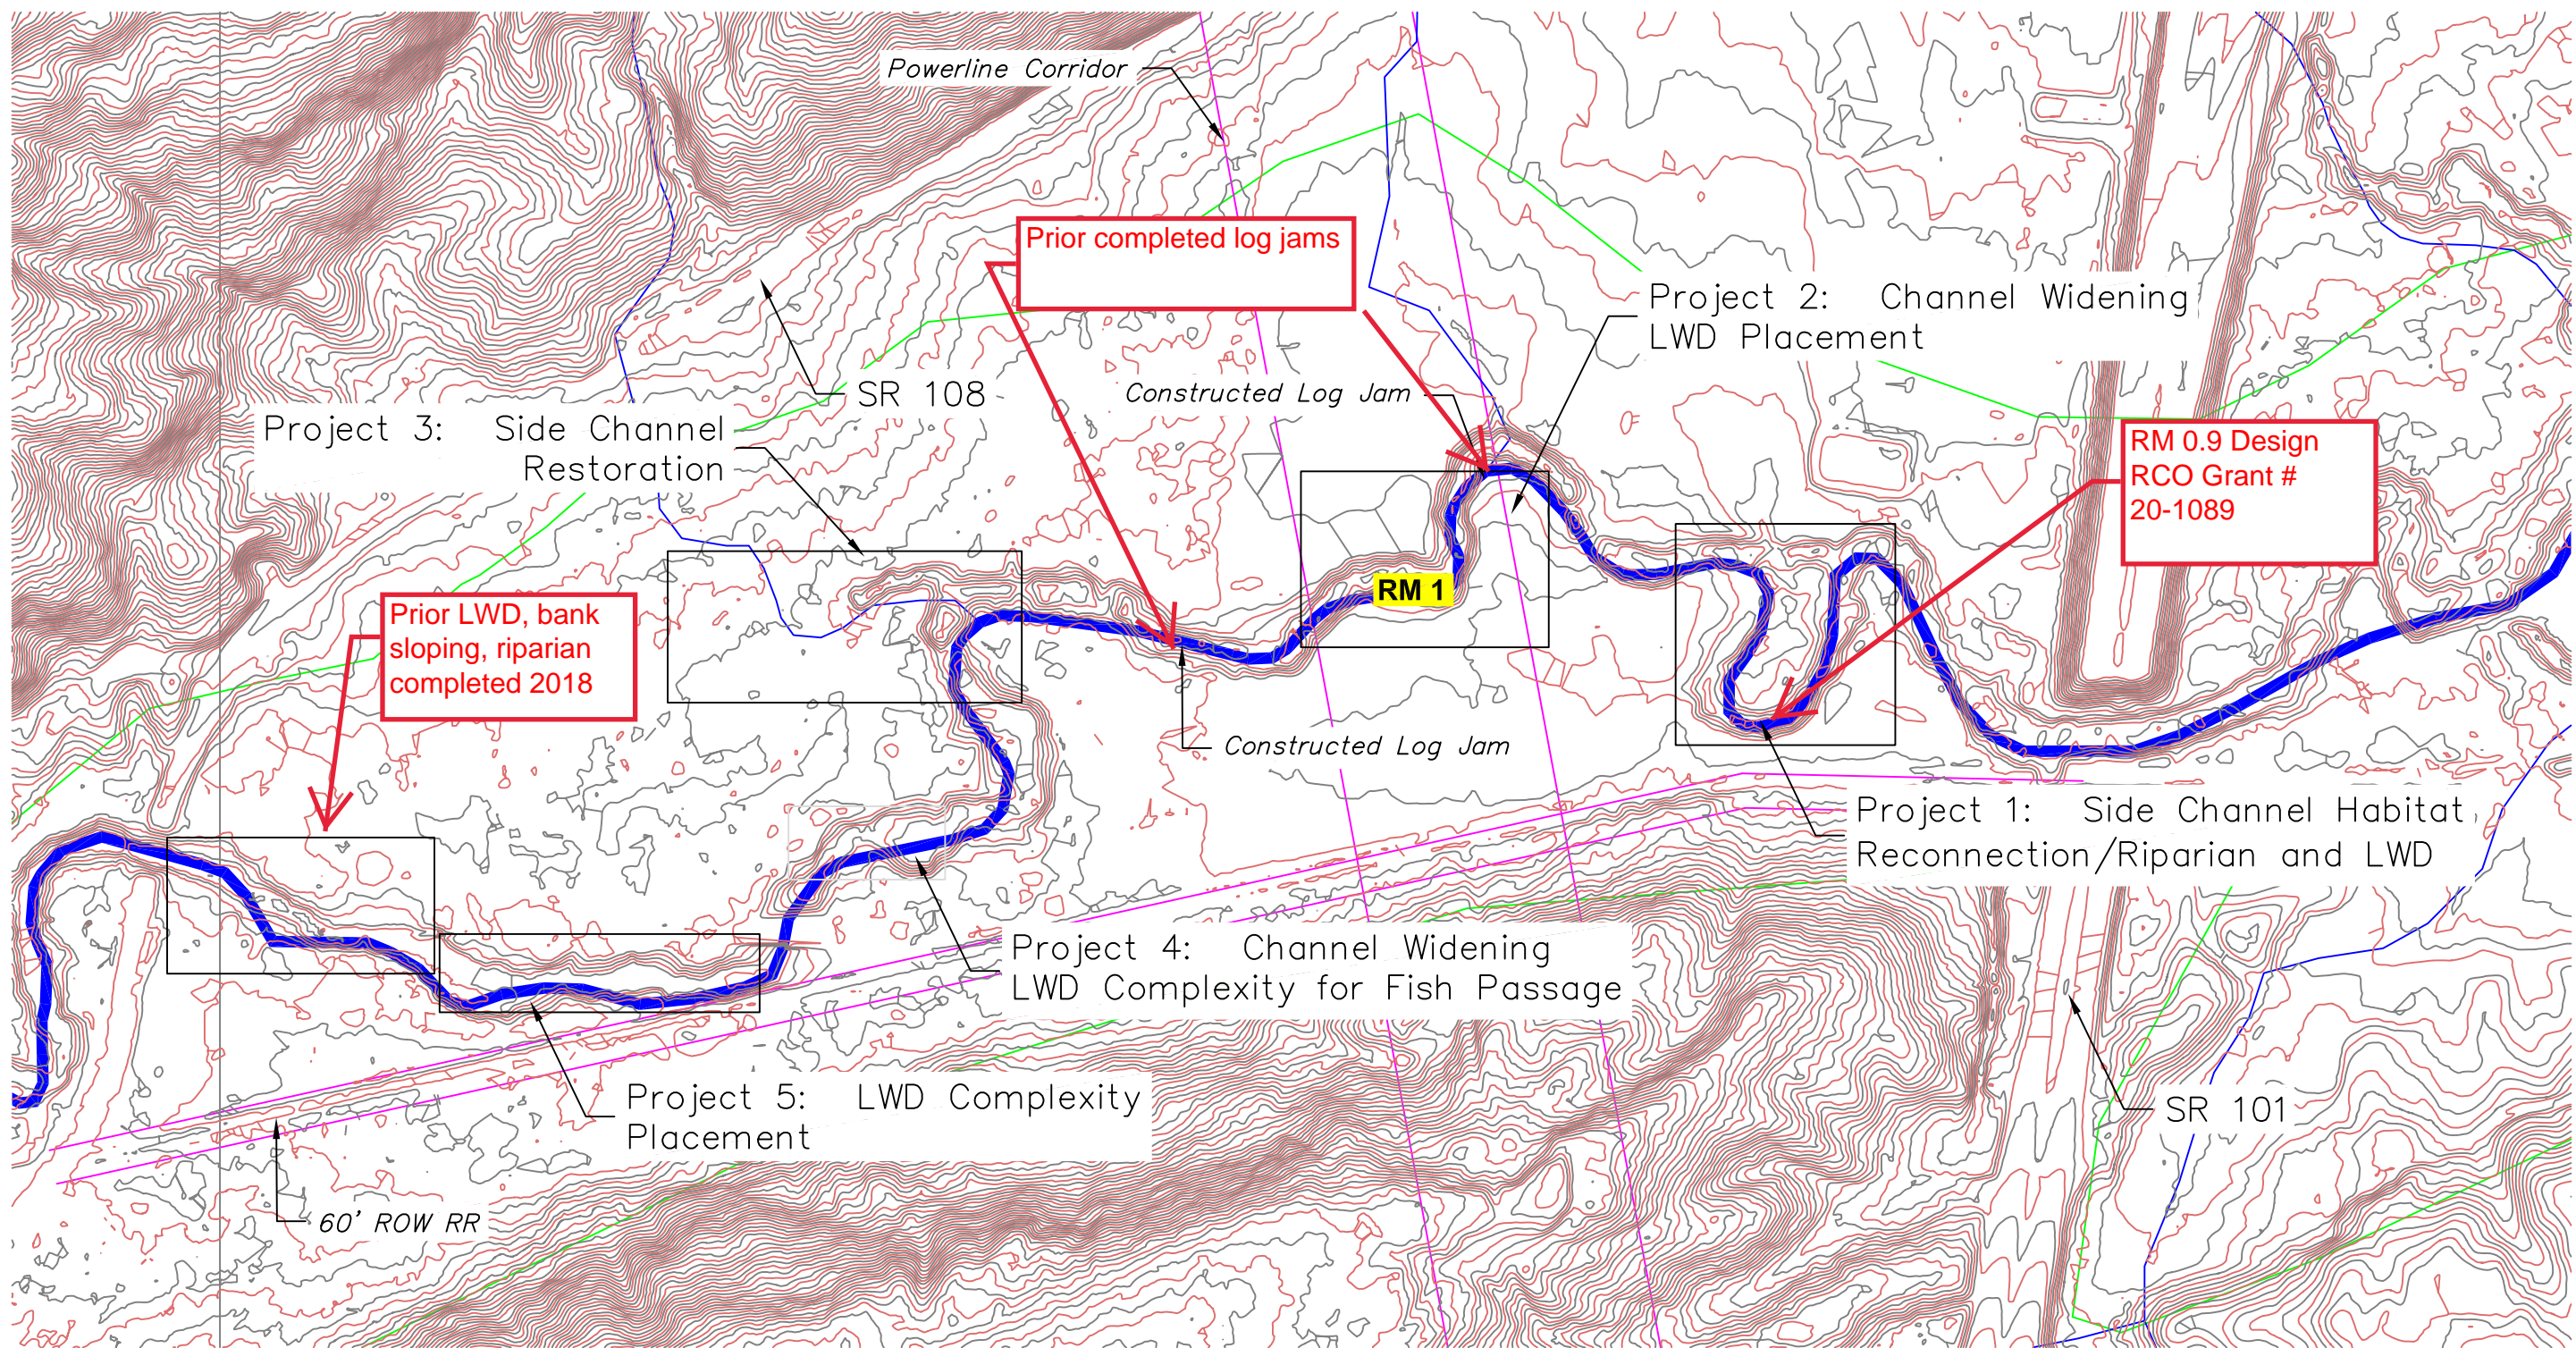 Powerline Corridor
Prior completed log jams
Project 2: Channel Widening
LWD Placement
SR 108
Constructed Log Jam
Project 3: Side Channel
Restoration
RM 0.9 Design
RCO Grant #
20-1089
RM 1
Prior LWD, bank
sloping, riparian
completed 2018
Constructed Log Jam
Project 1: Side Channel Habitat
Reconnection/Riparian and LWD
Project 4: Channel Widening
LWD Complexity for Fish Passage
Project 5: LWD Complexity
Placement
SR 101
60' ROW RR